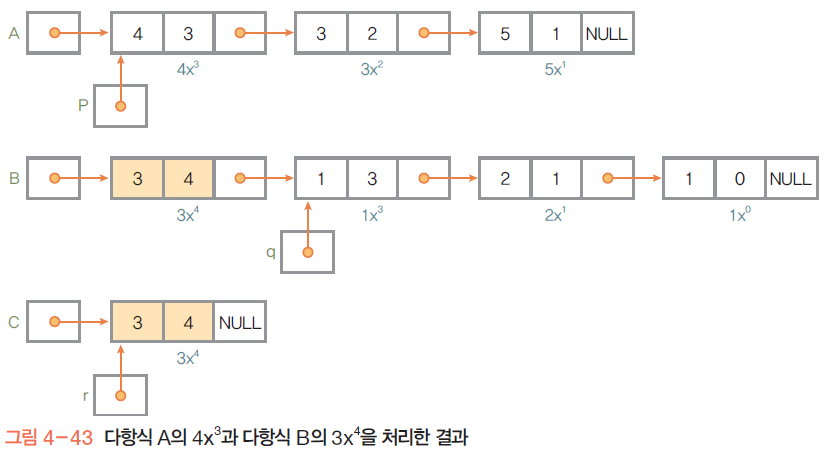 A 4 3 3 2 5 1 NULL
4x³ 3x² 5x¹
P
B 3 4 1 3 2 1 1 0 NULL
3x⁴ 1x³ 2x¹ 1x⁰
q
C 3 4 NULL
3x⁴
r
그림 4-43 다항식 A의 4x³과 다항식 B의 3x⁴을 처리한 결과